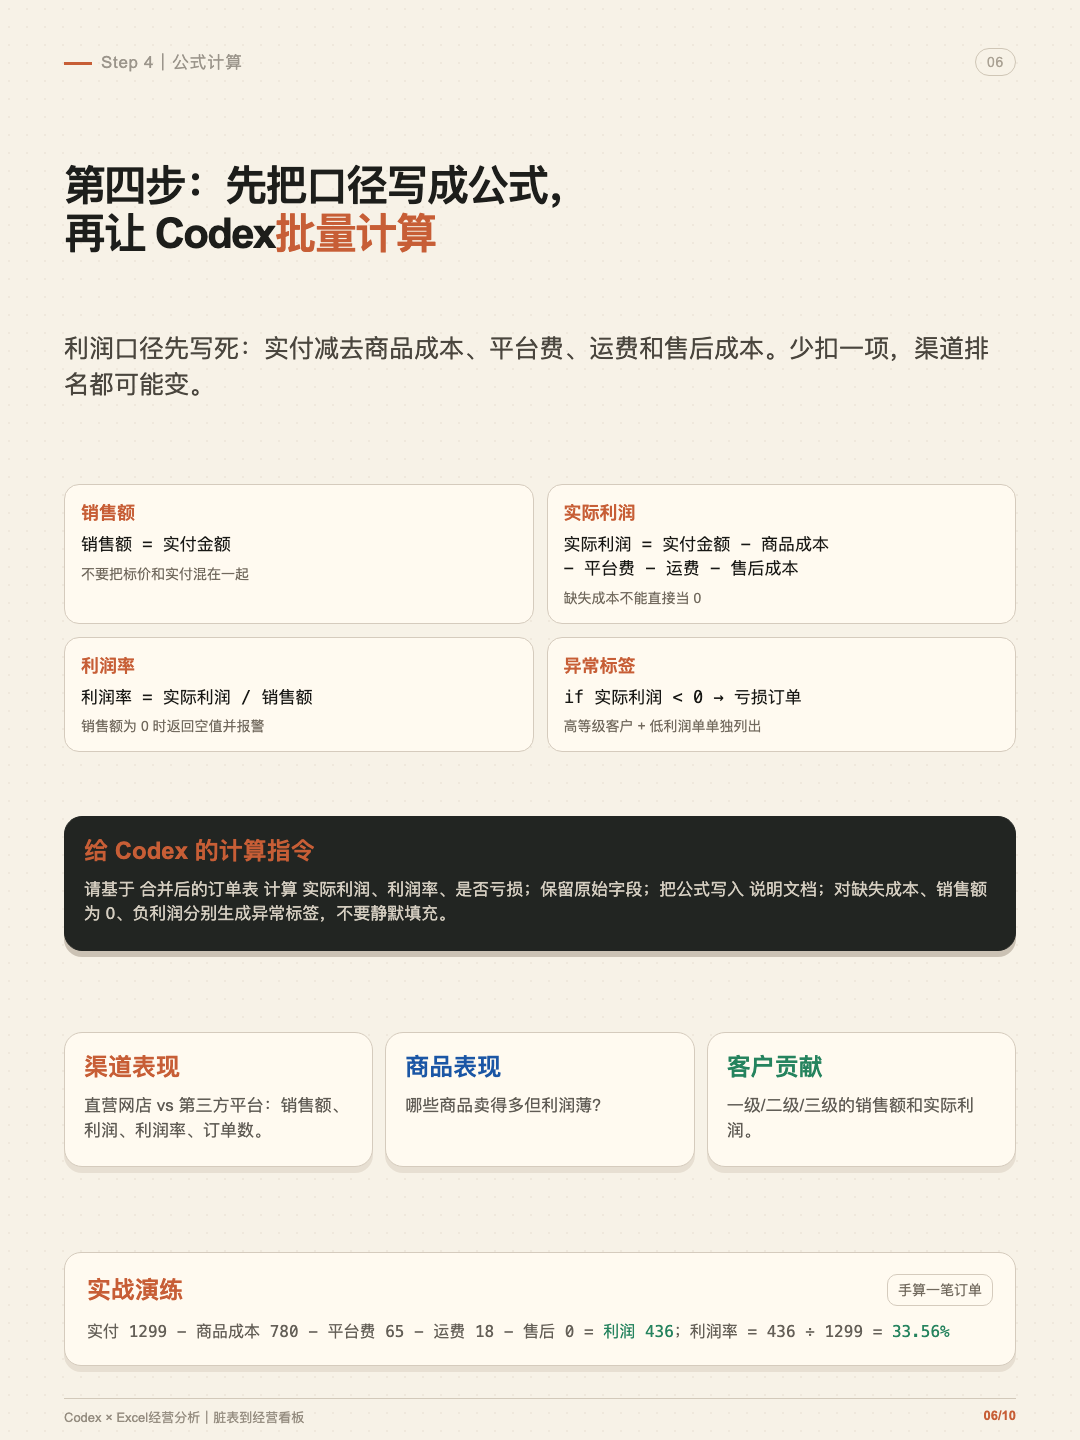 Step 4｜公式计算
06
第四步：先把口径写成公式，
再让 Codex批量计算
利润口径先写死：实付减去商品成本、平台费、运费和售后成本。少扣一项，渠道排
名都可能变。
销售额
销售额 = 实付金额
不要把标价和实付混在一起
实际利润
实际利润 = 实付金额 − 商品成本
− 平台费 − 运费 − 售后成本
缺失成本不能直接当 0
利润率
利润率 = 实际利润 / 销售额
销售额为 0 时返回空值并报警
异常标签
if 实际利润 < 0 → 亏损订单
高等级客户 + 低利润单单独列出
给 Codex 的计算指令
请基于 合并后的订单表 计算 实际利润、利润率、是否亏损；保留原始字段；把公式写入 说明文档；对缺失成本、销售额
为 0、负利润分别生成异常标签，不要静默填充。
渠道表现
直营网店 vs 第三方平台：销售额、
利润、利润率、订单数。
商品表现
哪些商品卖得多但利润薄？
客户贡献
一级/二级/三级的销售额和实际利
润。
实战演练
手算一笔订单
实付 1299 − 商品成本 780 − 平台费 65 − 运费 18 − 售后 0 = 利润 436；利润率 = 436 ÷ 1299 = 33.56%
Codex × Excel经营分析｜脏表到经营看板
06/10